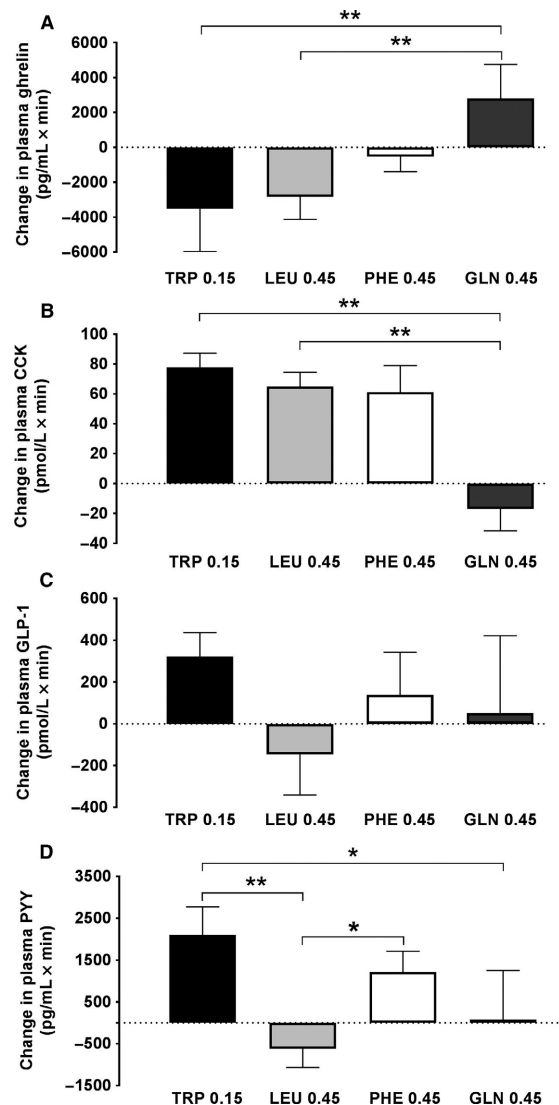 A
**
**
Change in plasma ghrelin
(pg/mL × min)
6000
4000
2000
0
−2000
−4000
−6000
TRP 0.15 LEU 0.45 PHE 0.45 GLN 0.45
B
**
**
Change in plasma CCK
(pmol/L × min)
100
80
60
40
20
0
−20
−40
TRP 0.15 LEU 0.45 PHE 0.45 GLN 0.45
C
Change in plasma GLP-1
(pmol/L × min)
600
400
200
0
−200
−400
TRP 0.15 LEU 0.45 PHE 0.45 GLN 0.45
D
*
**
*
Change in plasma PYY
(pg/mL × min)
3500
2500
1500
500
−500
−1500
TRP 0.15 LEU 0.45 PHE 0.45 GLN 0.45